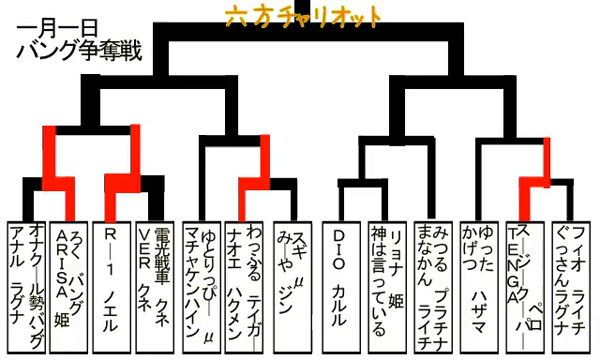 六方チャリオット
一月一日
バング争奪戦
オナクール勢バング
アナル ラグナ
ろく バング
ARISA 姫
R-1 ノエル
電光戦車 クネ
VER クネ
ゆとりっぴー μ
マチャケンハイン
わっふる テイガ
ナオエ ハクメン
スギ μ
みーや ジン
DIO カルル
リョナ 姫
神は言っている
みつる プラチナ
まなかん ライチ
ゆった ハザマ
かげつ
ペロ
スージークーパー
TENGA
フィオ ライチ
ぐっさんラグナ